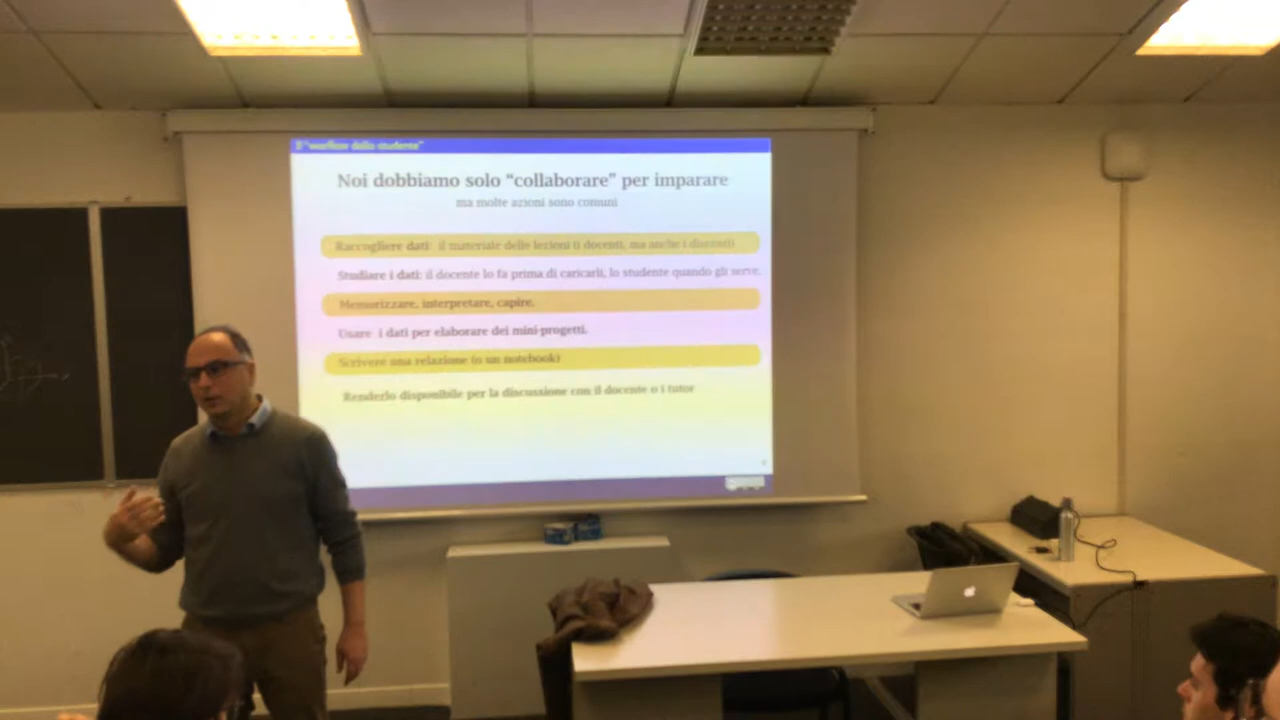 Il "worflow dello studente"
Noi dobbiamo solo “collaborare” per imparare
ma molte azioni sono comuni
Raccogliere dati: il materiale delle lezioni (i docenti, ma anche i discenti)
Studiare i dati: il docente lo fa prima di caricarli, lo studente quando gli serve.
Memorizzare, interpretare, capire.
Usare i dati per elaborare dei mini-progetti.
Scrivere una relazione (o un notebook)
Renderlo disponibile per la discussione con il docente o i tutor